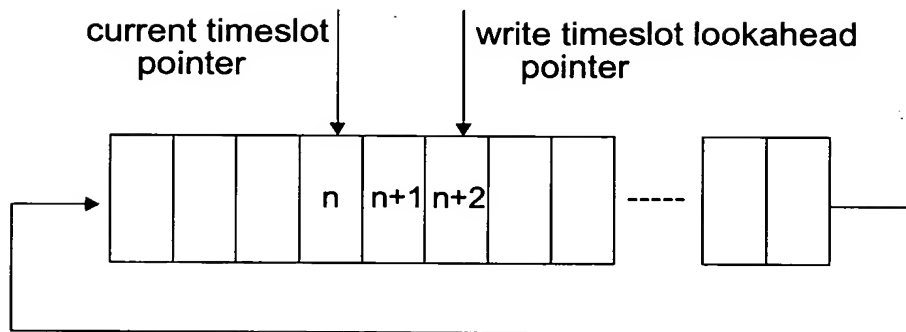 current timeslot
pointer
write timeslot lookahead
pointer
n n+1 n+2